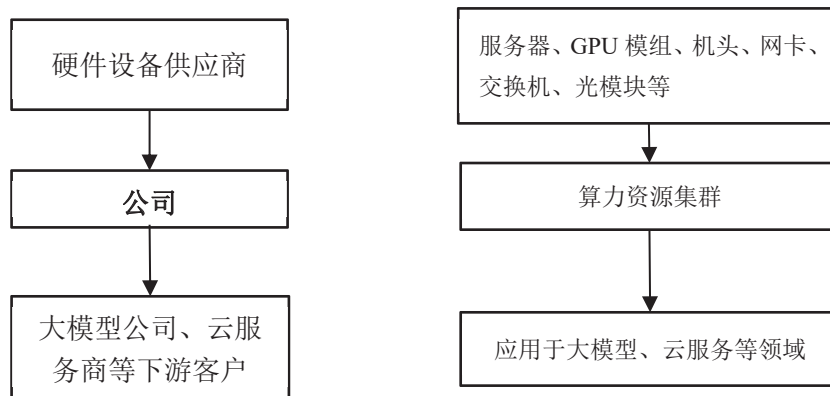 硬件设备供应商
公司
大模型公司、云服
务商等下游客户
服务器、GPU 模组、机头、网卡、
交换机、光模块等
算力资源集群
应用于大模型、云服务等领域